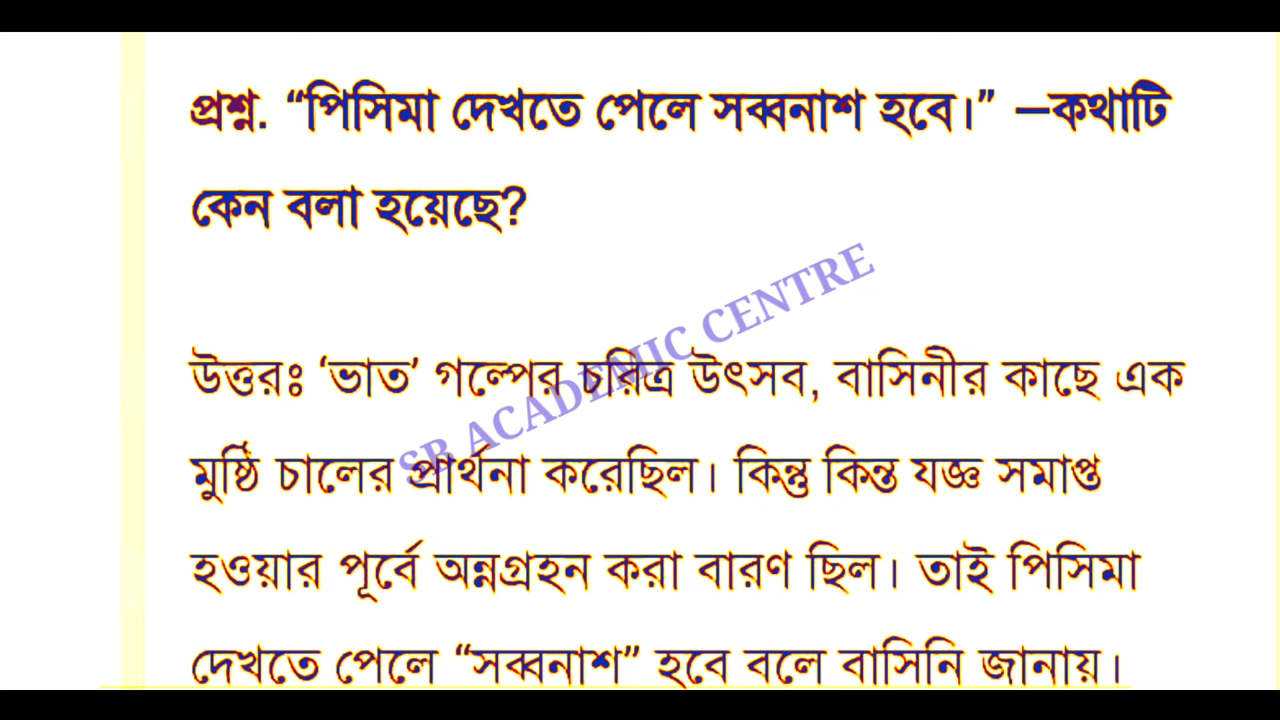 প্রশ্ন. “পিসিমা দেখতে পেলে সব্বনাশ হবে।” —কথাটি
কেন বলা হয়েছে?
SB ACADEMIC CENTRE
উত্তরঃ ‘ভাত’ গল্পের চরিত্র উৎসব, বাসিনীর কাছে এক
মুষ্ঠি চালের প্রার্থনা করেছিল। কিন্তু কিন্ত যজ্ঞ সমাপ্ত
হওয়ার পূর্বে অন্নগ্রহন করা বারণ ছিল। তাই পিসিমা
দেখতে পেলে “সব্বনাশ” হবে বলে বাসিনি জানায়।